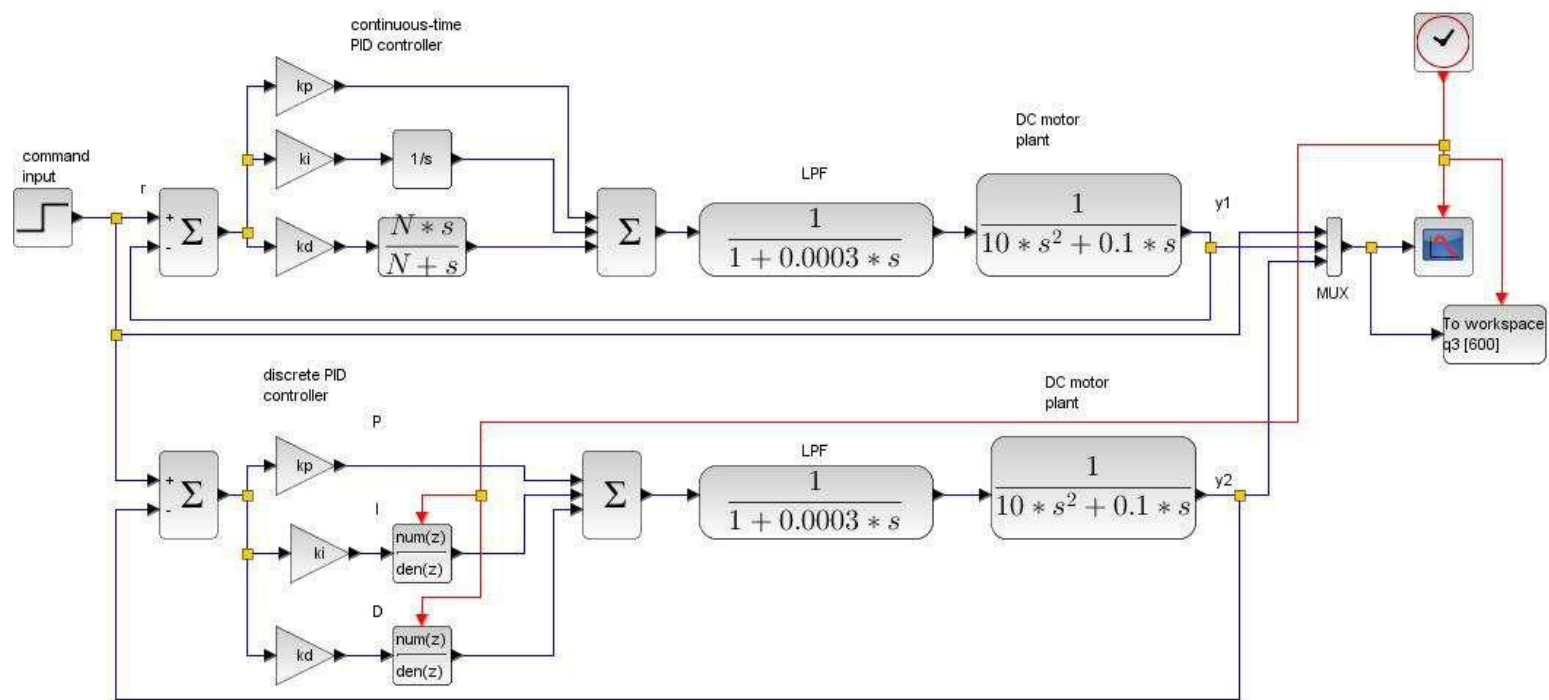 continuous-time
PID controller
kp
command
input
r
+
-
Σ
ki
1/s
kd
N * s
N + s
Σ
LPF
1
1 + 0.0003 * s
DC motor
plant
1
10 * s² + 0.1 * s
y1
MUX
To workspace
q3 [600]
discrete PID
controller
P
kp
+
-
Σ
I
ki
num(z)
den(z)
D
kd
num(z)
den(z)
Σ
LPF
1
1 + 0.0003 * s
DC motor
plant
1
10 * s² + 0.1 * s
y2